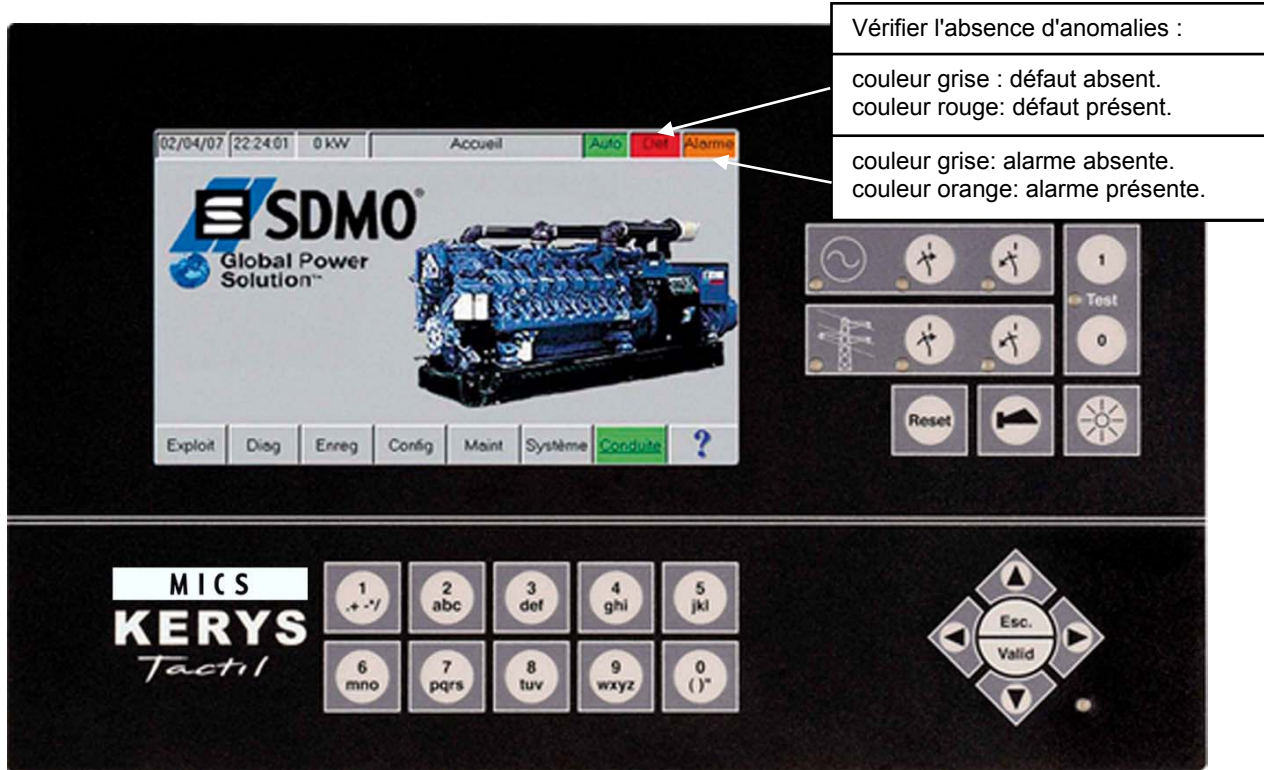 Vérifier l'absence d'anomalies :
couleur grise : défaut absent.
couleur rouge: défaut présent.
couleur grise: alarme absente.
couleur orange: alarme présente.
02/04/07 22:24:01 0 kW Accueil Auto Def Alarme
SDMO®
Global Power
Solution™
Exploit Diag Enreg Config Maint Système Conduite ?
1
Test
0
Reset
MICS
KERYS
Tactil
1 2 3 4 5
.+-*/ abc def ghi jkl
6 7 8 9 0
mno pqrs tuv wxyz ( )"
Esc.
Valid